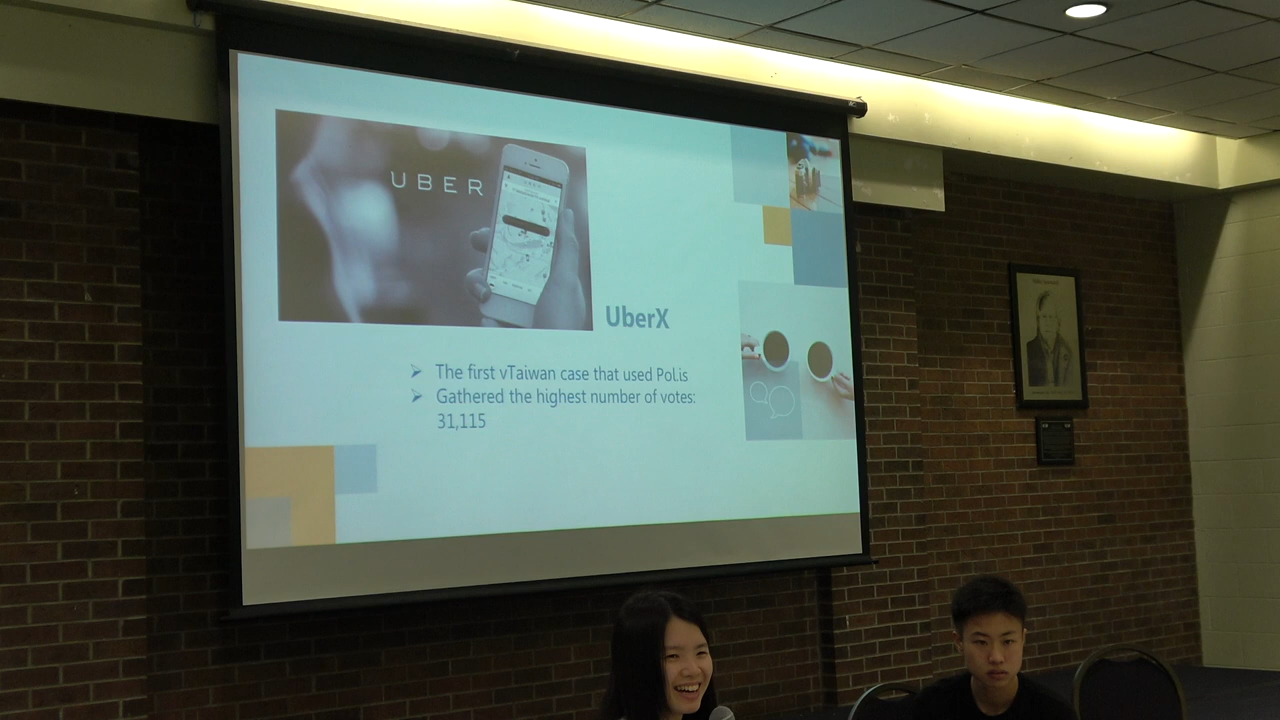 UBER
UberX
The first vTaiwan case that used Pol.is
Gathered the highest number of votes:
31,115